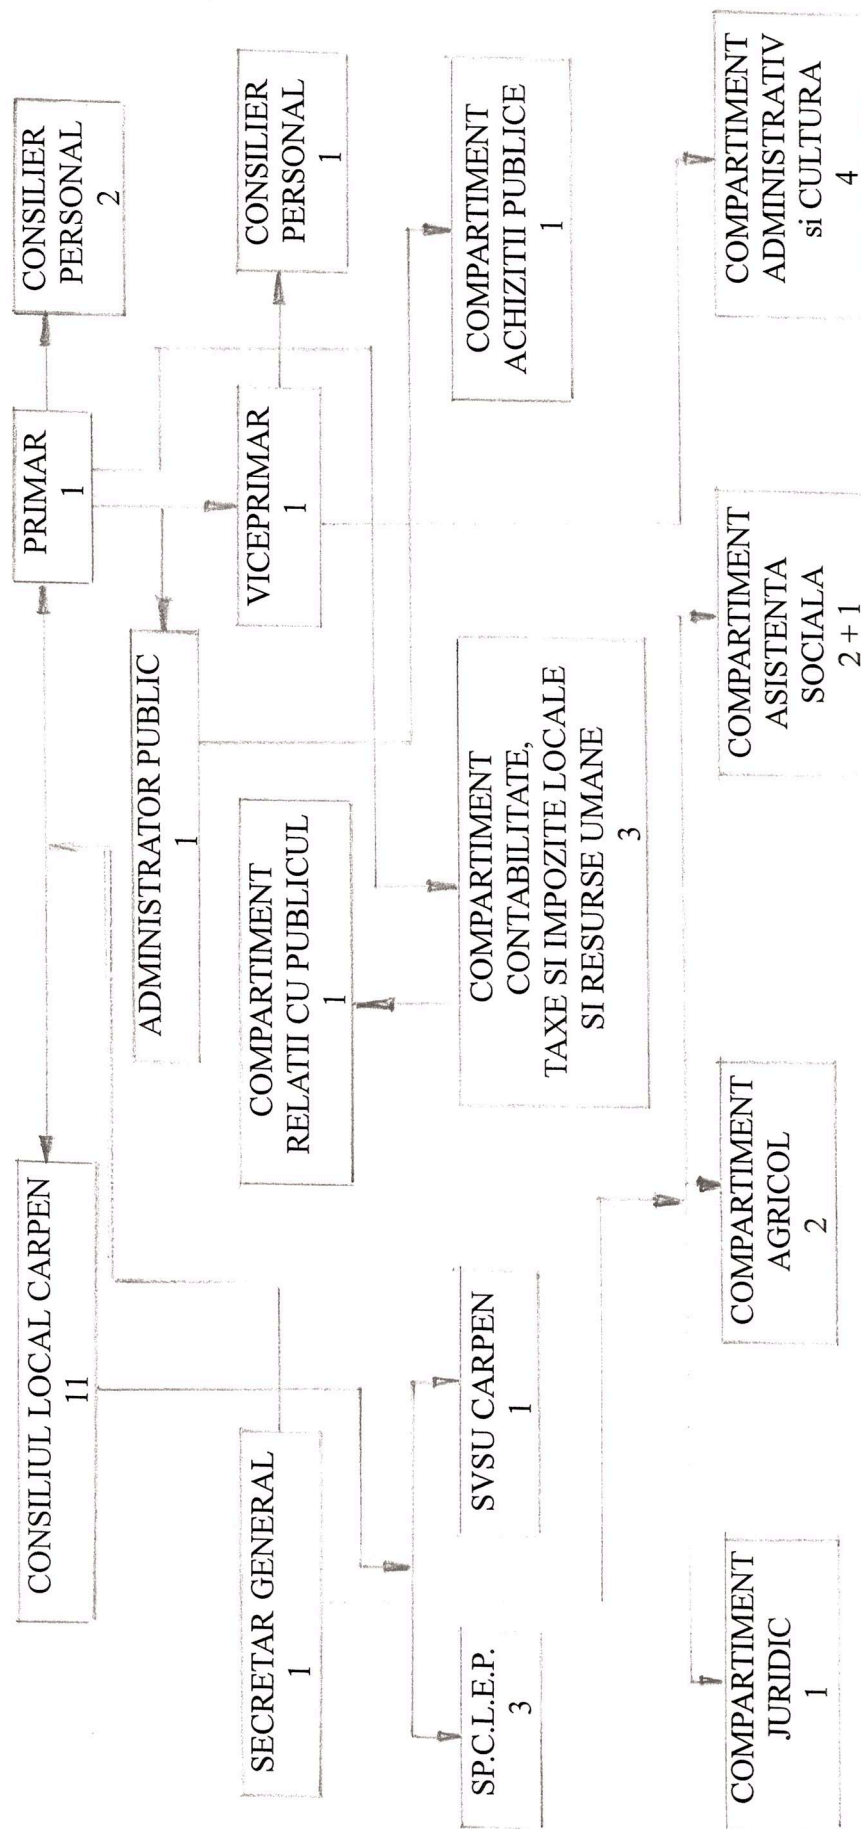 CONSILIUL LOCAL CARPEN
11
PRIMAR
1
CONSILIER
PERSONAL
2
ADMINISTRATOR PUBLIC
1
SECRETAR GENERAL
1
COMPARTIMENT
RELATII CU PUBLICUL
1
VICEPRIMAR
1
CONSILIER
PERSONAL
1
SP.C.L.E.P.
3
SVSU CARPEN
1
COMPARTIMENT
CONTABILITATE,
TAXE SI IMPOZITE LOCALE
SI RESURSE UMANE
3
COMPARTIMENT
ACHIZITII PUBLICE
1
COMPARTIMENT
JURIDIC
1
COMPARTIMENT
AGRICOL
2
COMPARTIMENT
ASISTENTA
SOCIALA
2 + 1
COMPARTIMENT
ADMINISTRATIV
si CULTURA
4